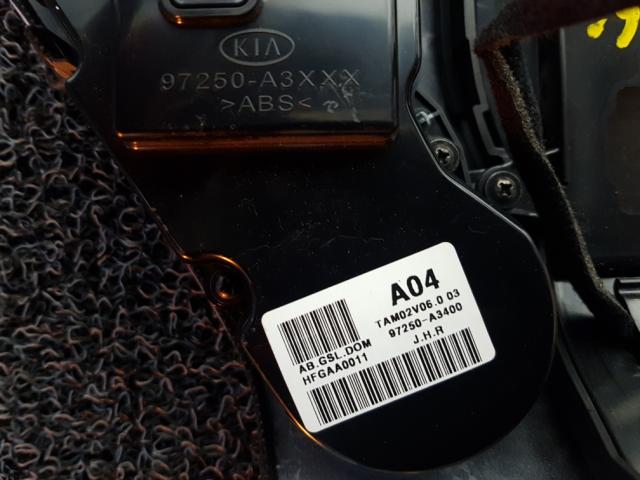 KIA
97250-A3XXX
>ABS<
A04
TAM02V06.0 03
97250-A3400
J.H.R
AB.GSL.DOM
HFGAA0011